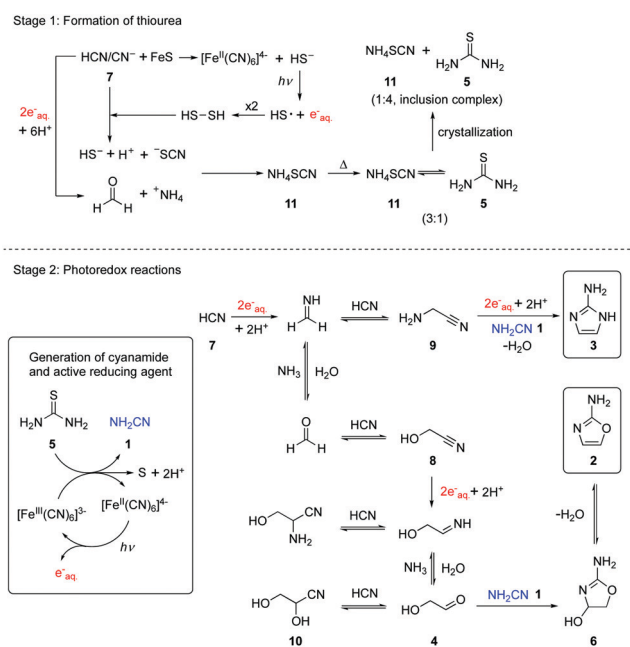 Stage 1: Formation of thiourea
HCN/CN⁻ + FeS
[Feᴵᴵ(CN)₆]⁴⁻ + HS⁻
7
hν
2e⁻aq.
+ 6H⁺
HS–SH
x2
HS• + e⁻aq.
HS⁻ + H⁺ + ⁻SCN
O
H H
+ ⁺NH₄
NH₄SCN
11
Δ
NH₄SCN
11
S
H₂N NH₂
5
(3:1)
crystallization
NH₄SCN +
11
S
H₂N NH₂
5
(1:4, inclusion complex)
Stage 2: Photoredox reactions
Generation of cyanamide
and active reducing agent
S
H₂N NH₂
5
NH₂CN
1
S + 2H⁺
[Feᴵᴵᴵ(CN)₆]³⁻
[Feᴵᴵ(CN)₆]⁴⁻
hν
e⁻aq.
HCN
7
2e⁻aq.
+ 2H⁺
NH
H H
HCN
H₂N N
9
2e⁻aq. + 2H⁺
NH₂CN 1
-H₂O
NH₂
N NH
3
NH₃ H₂O
O
H H
HCN
HO N
8
2e⁻aq. + 2H⁺
NH₂
N O
2
HO CN
NH₂
HCN
HO NH
-H₂O
NH₃ H₂O
HO CN
OH
10
HCN
HO O
4
NH₂CN 1
NH₂
N O
HO
6